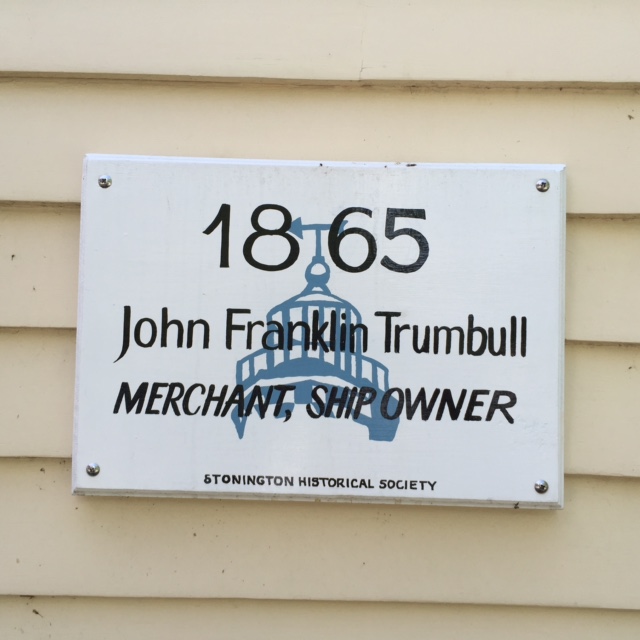 1865
John Franklin Trumbull
MERCHANT, SHIP OWNER
STONINGTON HISTORICAL SOCIETY